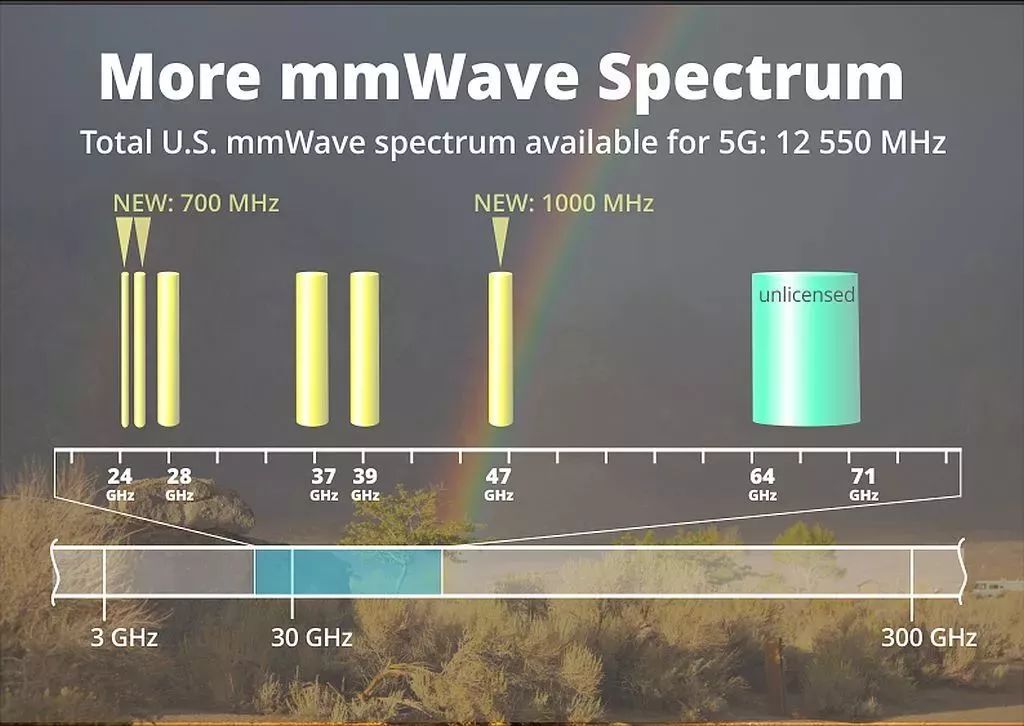 More mmWave Spectrum
Total U.S. mmWave spectrum available for 5G: 12 550 MHz
NEW: 700 MHz NEW: 1000 MHz
unlicensed
24 28 37 39 47 64 71
GHz GHz GHz GHz GHz GHz GHz
3 GHz 30 GHz 300 GHz